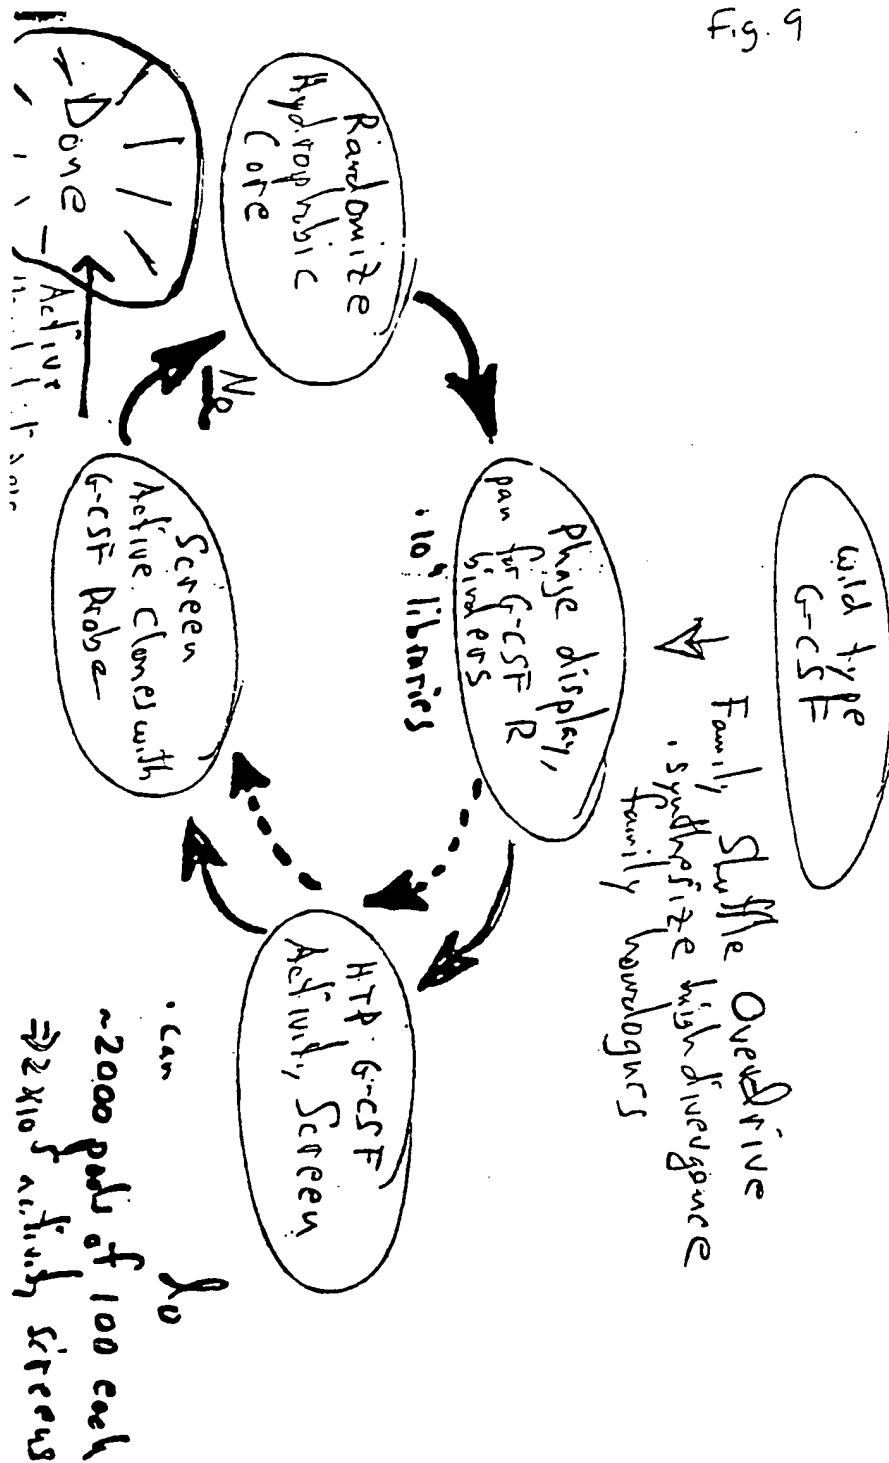 Fig. 9
wild type
G-CSF
Family Shuffle Overdrive
· synthesize high divergence
family homologues
Phage display,
pan for G-CSF R
binders
libraries
Randomize
Hydrophobic
Core
HTP G-CSF
Activity Screen
· can do
~2000 pools of 100 each
⇒ 2x10⁵ activity screens
Screen
Active Clones with
G-CSF Probe
No
Done
Active